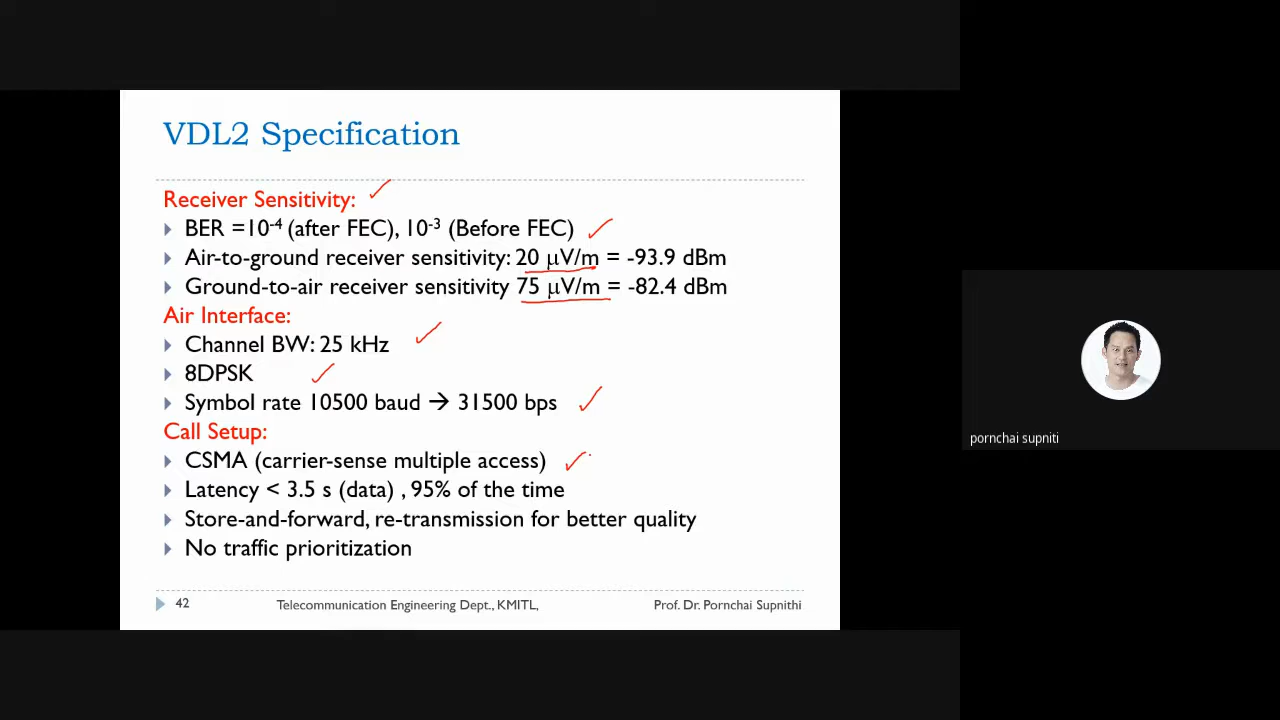 VDL2 Specification
Receiver Sensitivity:
BER =10⁻⁴ (after FEC), 10⁻³ (Before FEC)
Air-to-ground receiver sensitivity: 20 µV/m = -93.9 dBm
Ground-to-air receiver sensitivity 75 µV/m = -82.4 dBm
Air Interface:
Channel BW: 25 kHz
8DPSK
Symbol rate 10500 baud → 31500 bps
Call Setup:
CSMA (carrier-sense multiple access)
Latency < 3.5 s (data) , 95% of the time
Store-and-forward, re-transmission for better quality
No traffic prioritization
42 Telecommunication Engineering Dept., KMITL, Prof. Dr. Pornchai Supnithi
pornchai supniti